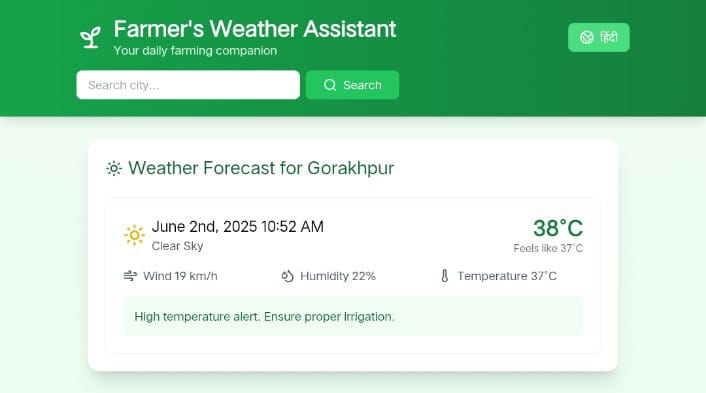 Farmer's Weather Assistant
Your daily farming companion
हिंदी
Search city...
Search
Weather Forecast for Gorakhpur
June 2nd, 2025 10:52 AM
Clear Sky
38°C
Feels like 37°C
Wind 19 km/h
Humidity 22%
Temperature 37°C
High temperature alert. Ensure proper irrigation.